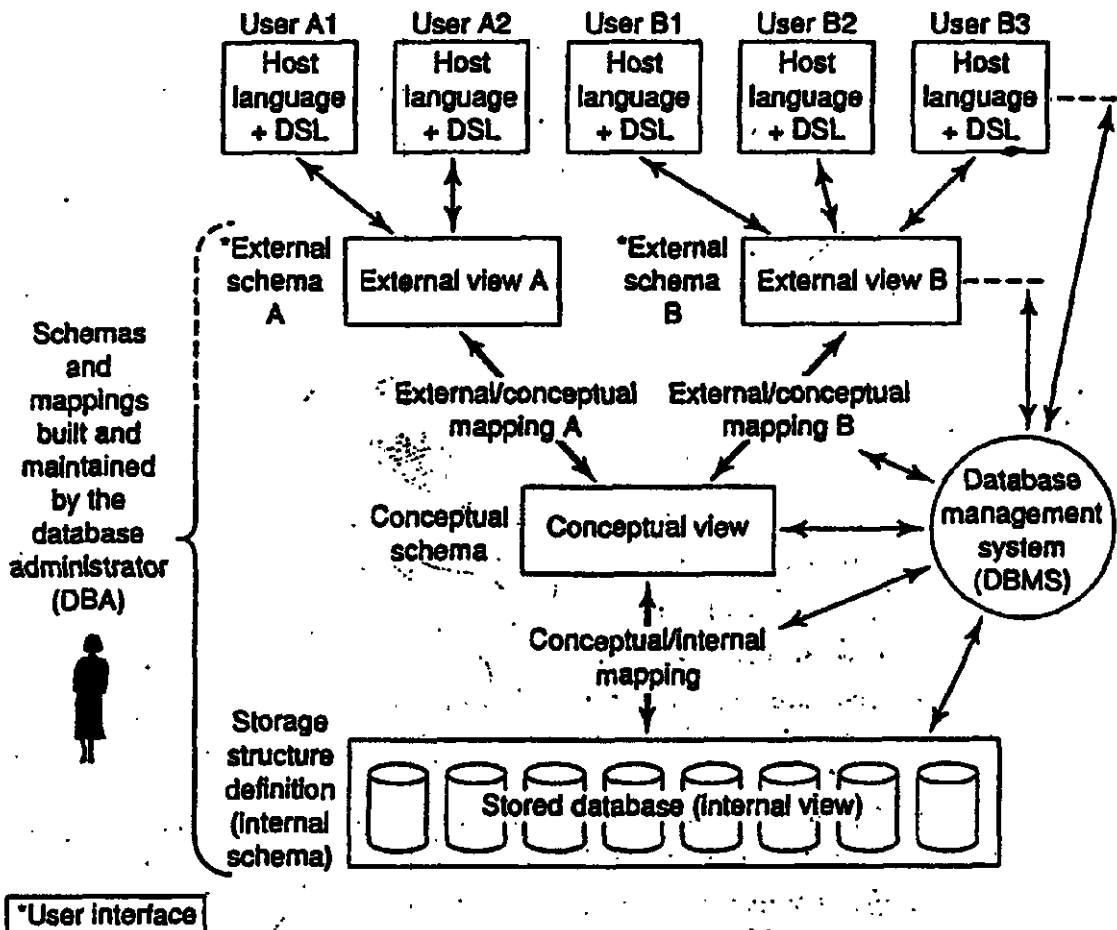 User A1
User A2
User B1
User B2
User B3
Host
language
+ DSL
Host
language
+ DSL
Host
language
+ DSL
Host
language
+ DSL
Host
language
+ DSL
*External
schema
A
External view A
*External
schema
B
External view B
Schemas
and
mappings
built and
maintained
by the
database
administrator
(DBA)
External/conceptual
mapping A
External/conceptual
mapping B
Conceptual
schema
Conceptual view
Database
management
system
(DBMS)
Conceptual/internal
mapping
Storage
structure
definition
(internal
schema)
Stored database (internal view)
*User interface